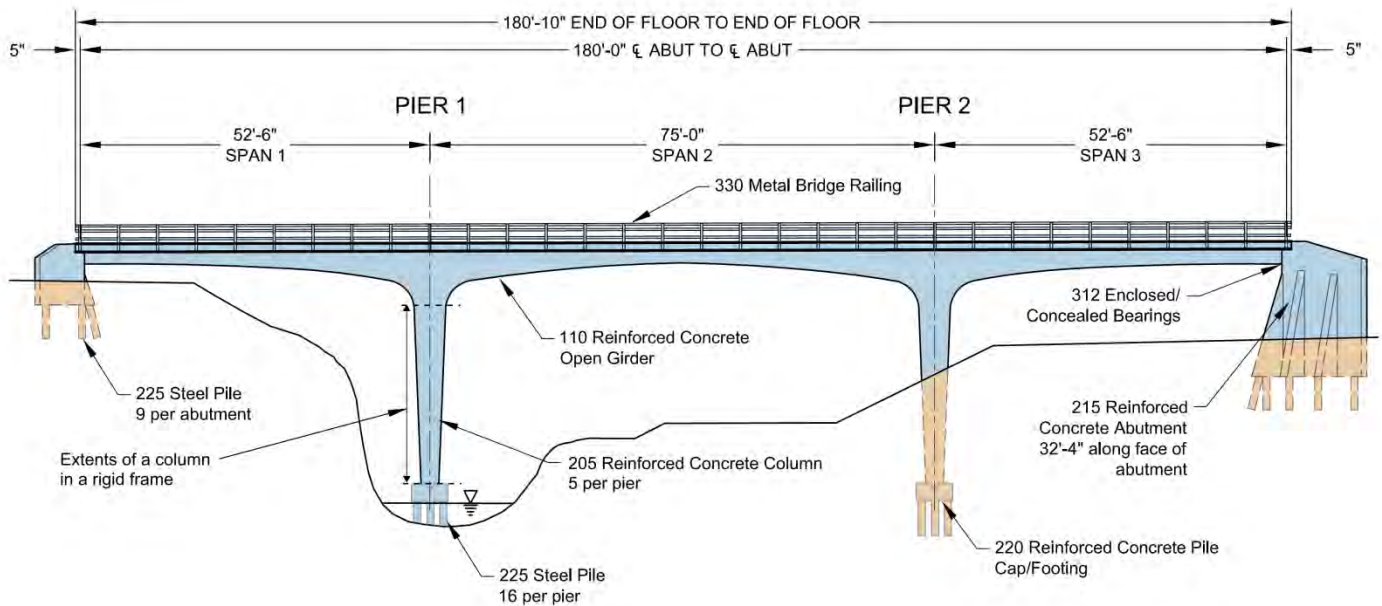 180'-10" END OF FLOOR TO END OF FLOOR
5"
180'-0" ℄ ABUT TO ℄ ABUT
5"
PIER 1
PIER 2
52'-6"
SPAN 1
75'-0"
SPAN 2
52'-6"
SPAN 3
330 Metal Bridge Railing
312 Enclosed/
Concealed Bearings
110 Reinforced Concrete
Open Girder
225 Steel Pile
9 per abutment
215 Reinforced
Concrete Abutment
32'-4" along face of
abutment
Extents of a column
in a rigid frame
205 Reinforced Concrete Column
5 per pier
220 Reinforced Concrete Pile
Cap/Footing
225 Steel Pile
16 per pier